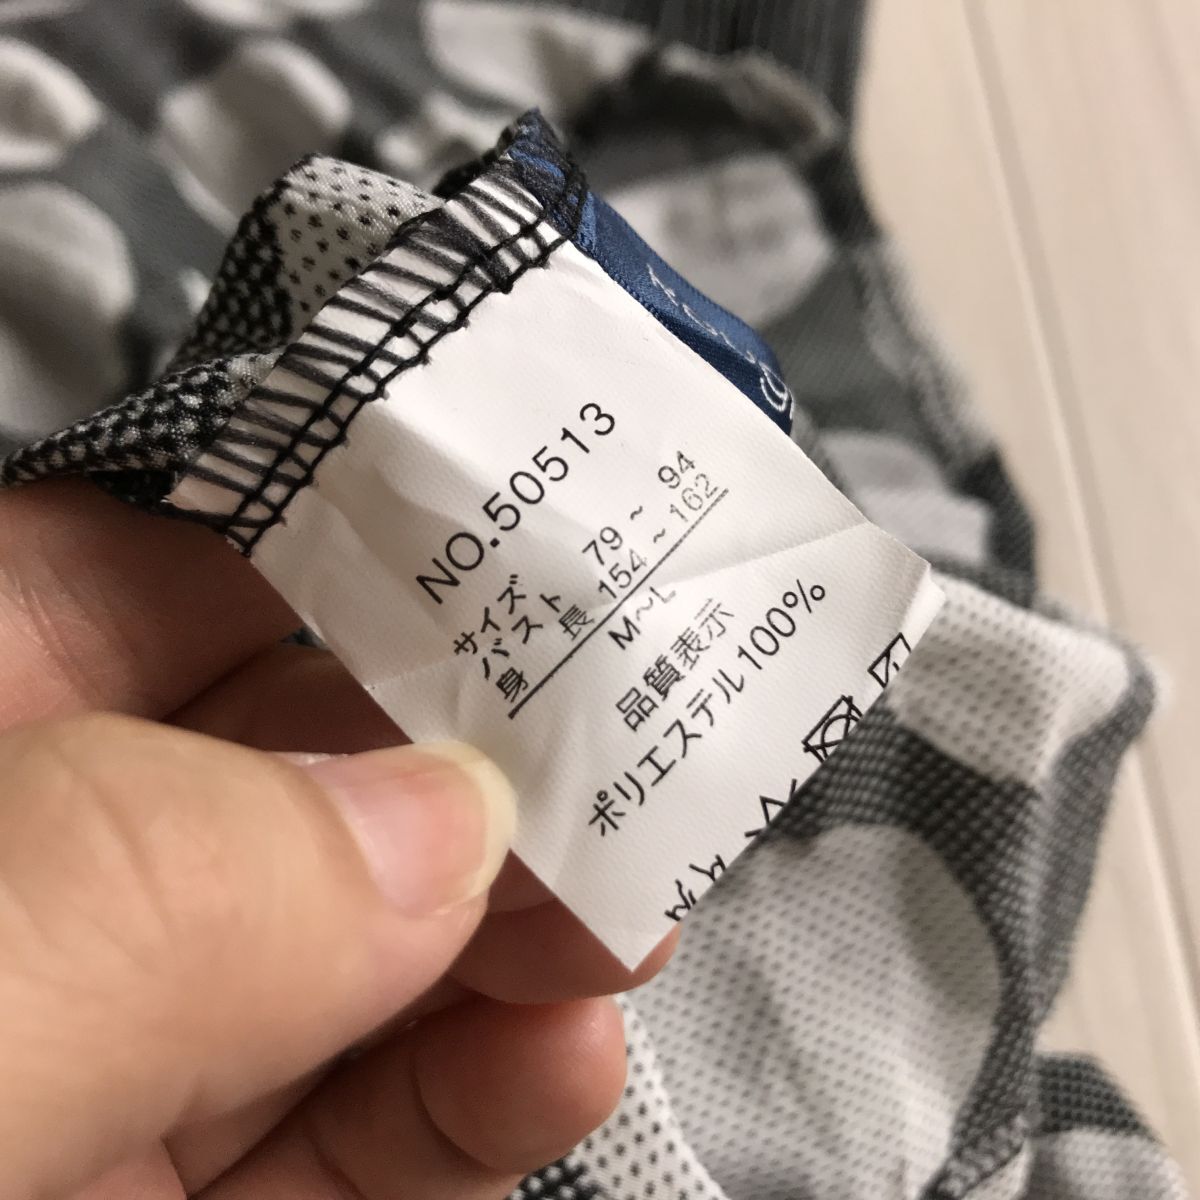 NO.50513
サイズ
バスト 79～ 94
身 長 154～162
M～L
品質表示
ポリエステル100%